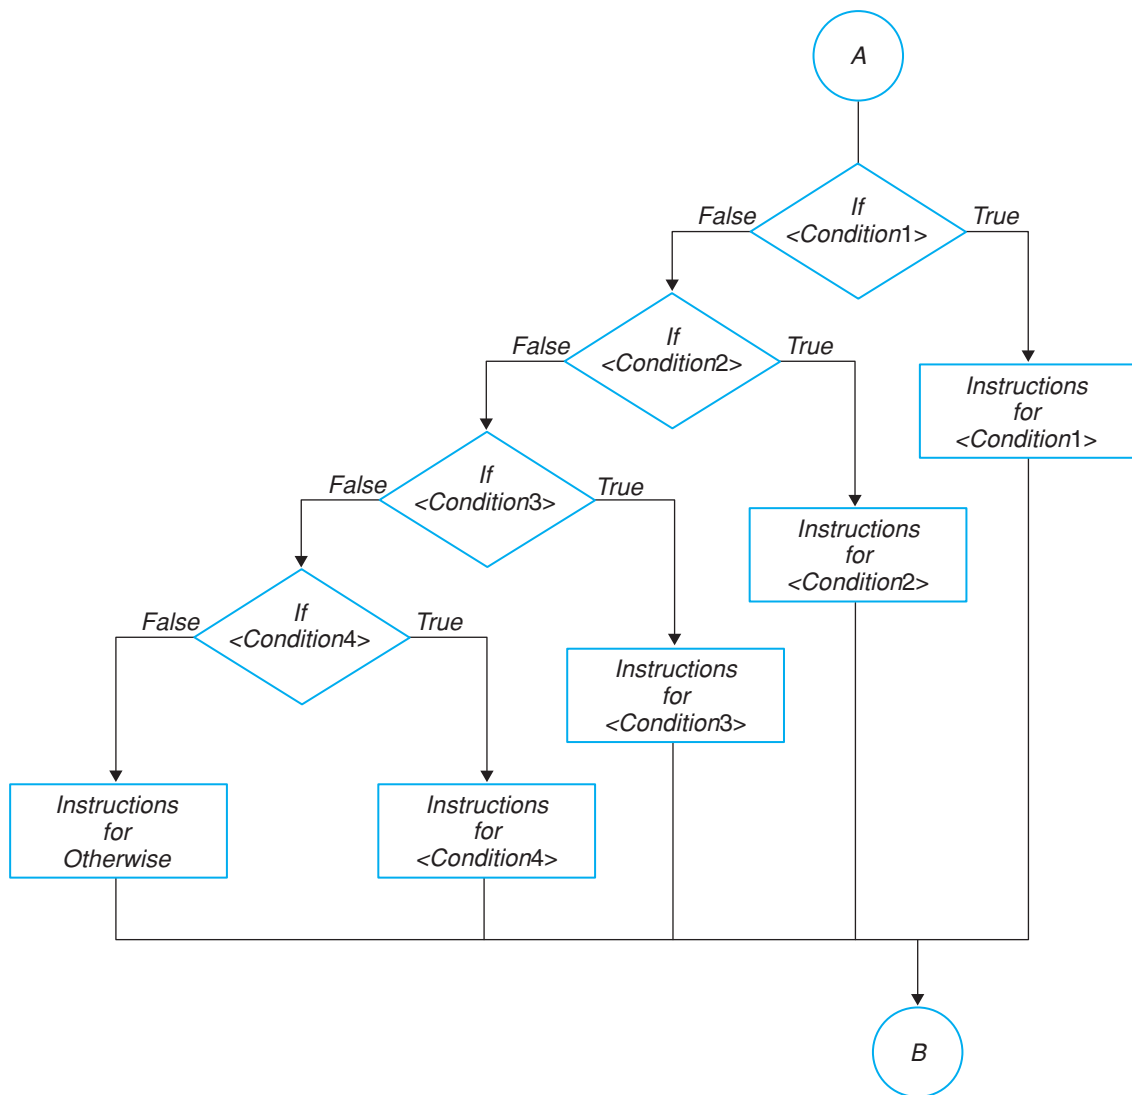 A
If
<Condition1>
False
True
If
<Condition2>
False
True
Instructions
for
<Condition1>
If
<Condition3>
False
True
Instructions
for
<Condition2>
If
<Condition4>
False
True
Instructions
for
<Condition3>
Instructions
for
Otherwise
Instructions
for
<Condition4>
B